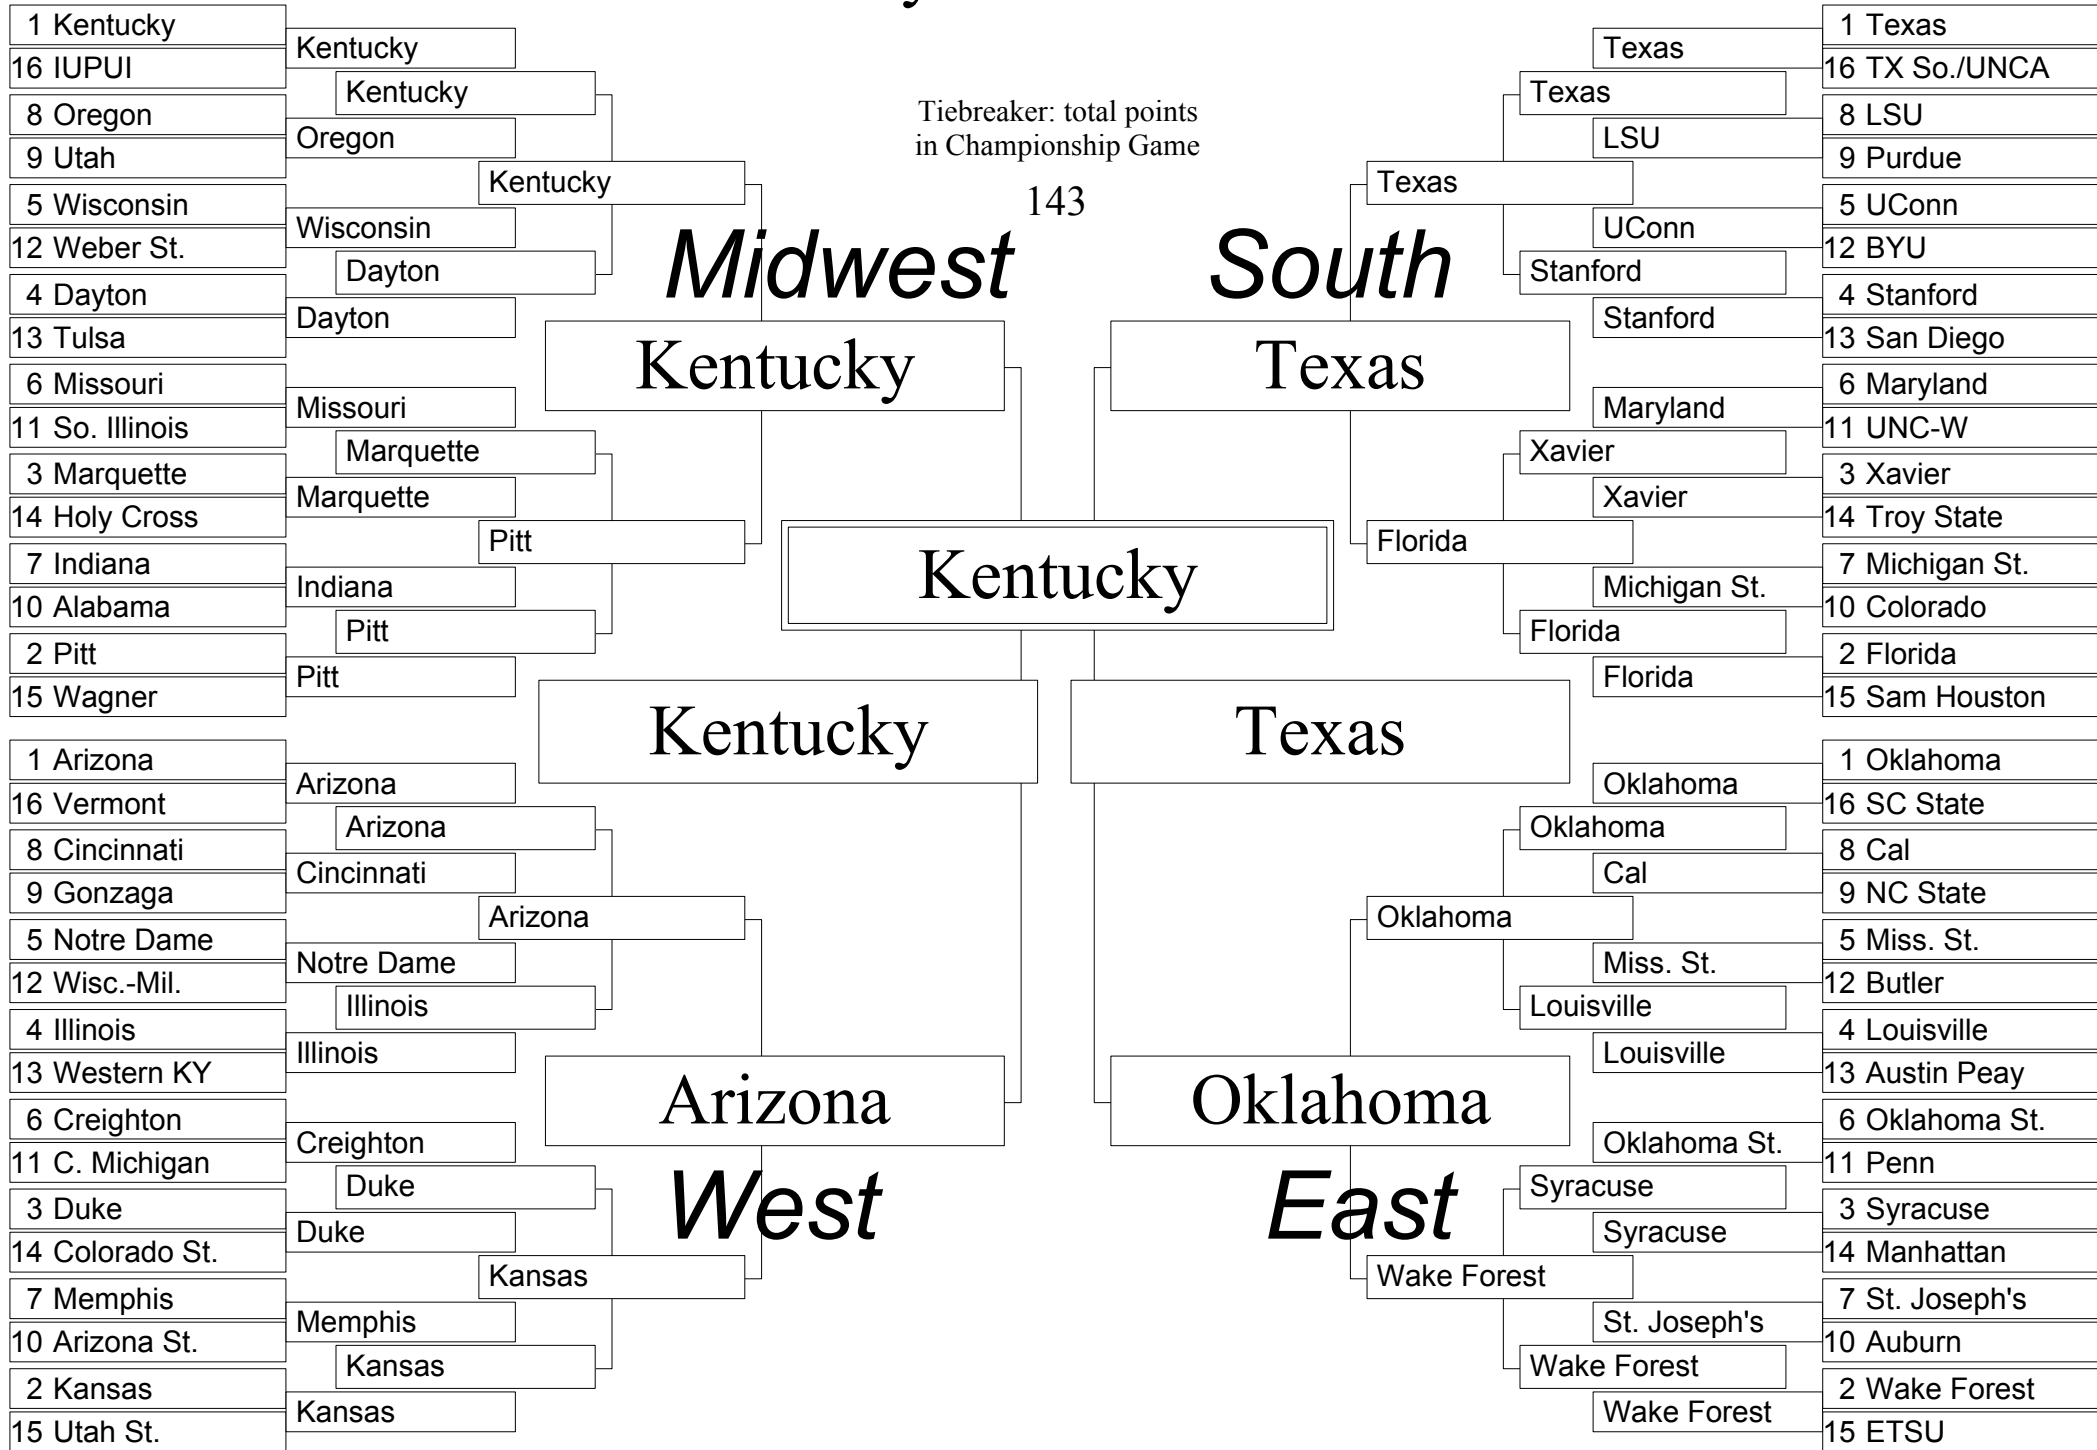 1 Kentucky
16 IUPUI
8 Oregon
9 Utah
5 Wisconsin
12 Weber St.
4 Dayton
13 Tulsa
6 Missouri
11 So. Illinois
3 Marquette
14 Holy Cross
7 Indiana
10 Alabama
2 Pitt
15 Wagner
Kentucky
Oregon
Wisconsin
Dayton
Missouri
Marquette
Indiana
Pitt
Kentucky
Dayton
Marquette
Pitt
Kentucky
Pitt
Midwest
Kentucky
1 Arizona
16 Vermont
8 Cincinnati
9 Gonzaga
5 Notre Dame
12 Wisc.-Mil.
4 Illinois
13 Western KY
6 Creighton
11 C. Michigan
3 Duke
14 Colorado St.
7 Memphis
10 Arizona St.
2 Kansas
15 Utah St.
Arizona
Cincinnati
Notre Dame
Illinois
Creighton
Duke
Memphis
Kansas
Arizona
Illinois
Duke
Kansas
Arizona
Kansas
Arizona
West
Tiebreaker: total points
in Championship Game
143
Kentucky
Kentucky
Texas
South
Texas
Texas
Florida
Texas
Stanford
Xavier
Florida
Texas
LSU
UConn
Stanford
Maryland
Xavier
Michigan St.
Florida
1 Texas
16 TX So./UNCA
8 LSU
9 Purdue
5 UConn
12 BYU
4 Stanford
13 San Diego
6 Maryland
11 UNC-W
3 Xavier
14 Troy State
7 Michigan St.
10 Colorado
2 Florida
15 Sam Houston
Oklahoma
East
Oklahoma
Wake Forest
Oklahoma
Louisville
Syracuse
Wake Forest
Oklahoma
Cal
Miss. St.
Louisville
Oklahoma St.
Syracuse
St. Joseph's
Wake Forest
1 Oklahoma
16 SC State
8 Cal
9 NC State
5 Miss. St.
12 Butler
4 Louisville
13 Austin Peay
6 Oklahoma St.
11 Penn
3 Syracuse
14 Manhattan
7 St. Joseph's
10 Auburn
2 Wake Forest
15 ETSU